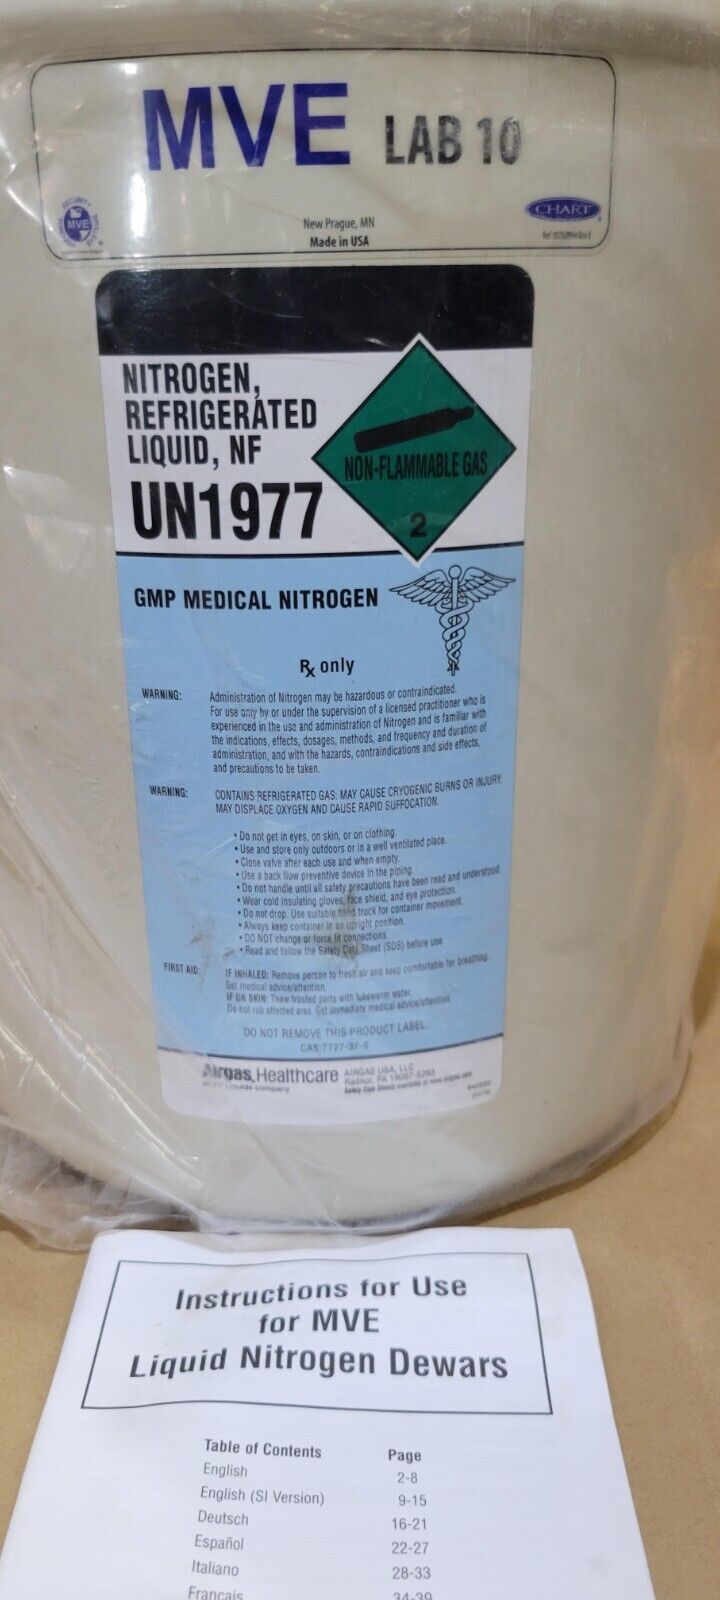 MVE LAB 10
MVE
New Prague, MN
Made in USA
CHART
NITROGEN,
REFRIGERATED
LIQUID, NF
UN1977
NON-FLAMMABLE GAS
2
GMP MEDICAL NITROGEN
Rx only
WARNING: Administration of Nitrogen may be hazardous or contraindicated.
For use only by or under the supervision of a licensed practitioner who is
experienced in the use and administration of Nitrogen and is familiar with
the indications, effects, dosages, methods, and frequency and duration of
administration, and with the hazards, contraindications and side effects,
and precautions to be taken.
WARNING: CONTAINS REFRIGERATED GAS: MAY CAUSE CRYOGENIC BURNS OR INJURY.
MAY DISPLACE OXYGEN AND CAUSE RAPID SUFFOCATION.
• Do not get in eyes, on skin, or on clothing.
• Use and store only outdoors or in a well ventilated place.
• Close valve after each use and when empty.
• Use a back flow preventive device in the piping.
• Do not handle until all safety precautions have been read and understood.
• Wear cold insulating gloves, face shield, and eye protection.
• Do not drop. Use suitable hand truck for container movement.
• Always keep container in an upright position.
• DO NOT change or force fit connections.
• Read and follow the Safety Data Sheet (SDS) before use.
FIRST AID: IF INHALED: Remove person to fresh air and keep comfortable for breathing.
Get medical advice/attention.
IF ON SKIN: Thaw frosted parts with lukewarm water.
Do not rub affected area. Get immediate medical advice/attention.
DO NOT REMOVE THIS PRODUCT LABEL.
CAS:7727-37-9
Airgas Healthcare AIRGAS USA, LLC
Radnor, PA 19087-5283
Safety Data Sheets available at www.airgas.com
Instructions for Use
for MVE
Liquid Nitrogen Dewars
Table of Contents Page
English 2-8
English (SI Version) 9-15
Deutsch 16-21
Español 22-27
Italiano 28-33
Français 34-39